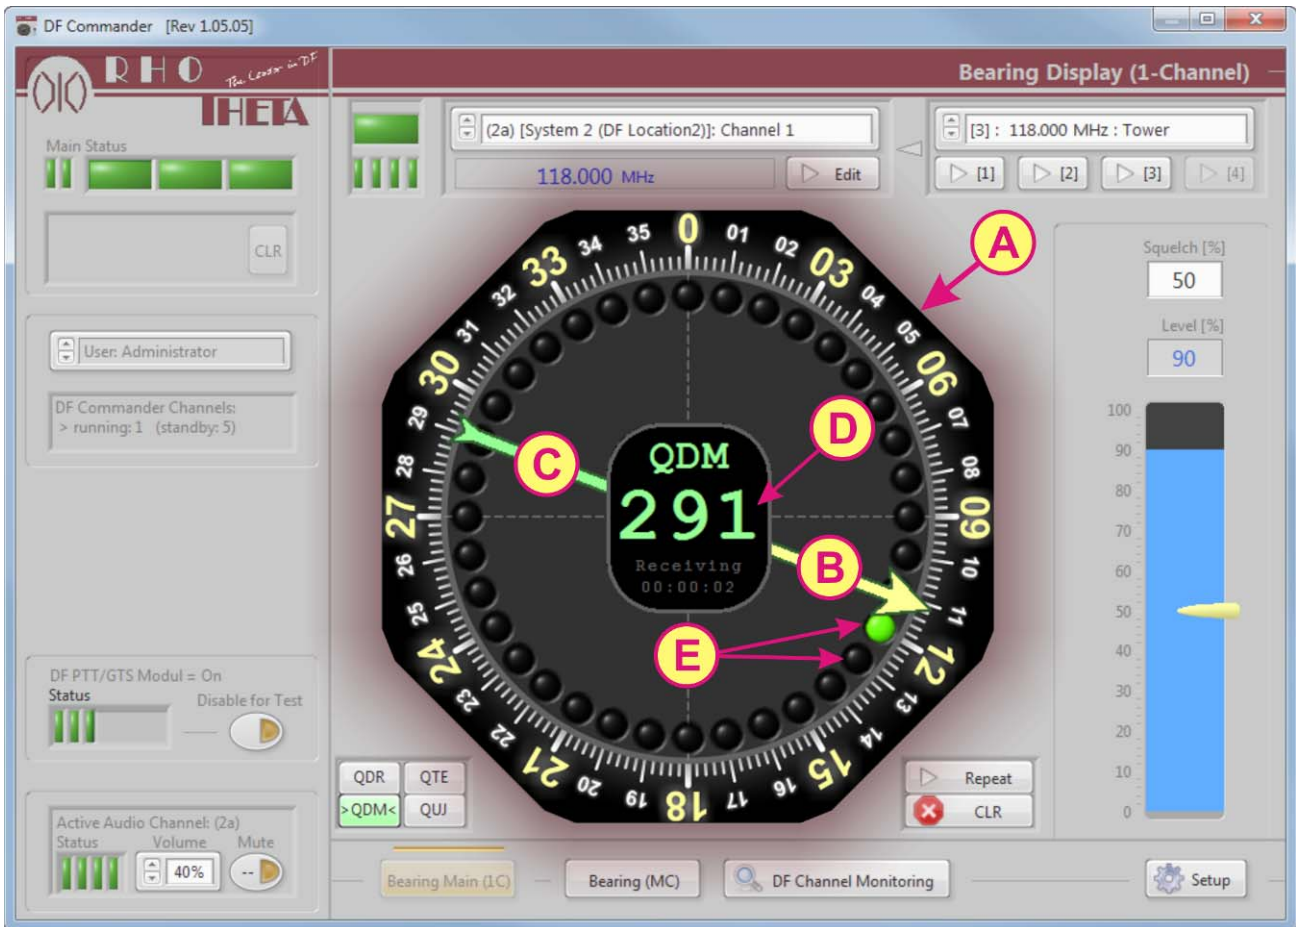 DF Commander [Rev 1.05.05]
RHO
The Leader in DF
THETA
Bearing Display (1-Channel)
Main Status
CLR
User: Administrator
DF Commander Channels:
> running: 1 (standby: 5)
DF PTT/GTS Modul = On
Status
Disable for Test
Active Audio Channel: (2a)
Status Volume Mute
40% --
(2a) [System 2 (DF Location2)]: Channel 1
118.000 MHz
Edit
[3] : 118.000 MHz : Tower
[1] [2] [3] [4]
0 01 02 03 04 05 06 07 08 09 10 11 12 13 14 15 16 17 18 19 20 21 22 23 24 25 26 27 28 29 30 31 32 33 34 35
A
B
C
D
E
QDM
291
Receiving
00:00:02
QDR QTE
>QDM< QUJ
Repeat
CLR
Squelch [%]
50
Level [%]
90
100
90
80
70
60
50
40
30
20
10
0
Bearing Main (1C)
Bearing (MC)
DF Channel Monitoring
Setup